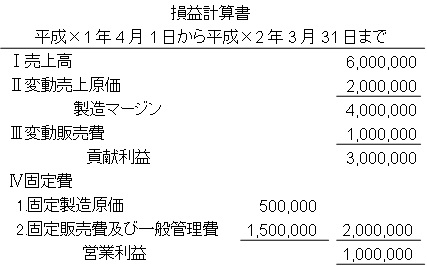 損益計算書
平成×1年4月1日から平成×2年3月31日まで
Ⅰ売上高 6,000,000
Ⅱ変動売上原価 2,000,000
製造マージン 4,000,000
Ⅲ変動販売費 1,000,000
貢献利益 3,000,000
Ⅳ固定費
1.固定製造原価 500,000
2.固定販売費及び一般管理費 1,500,000 2,000,000
営業利益 1,000,000